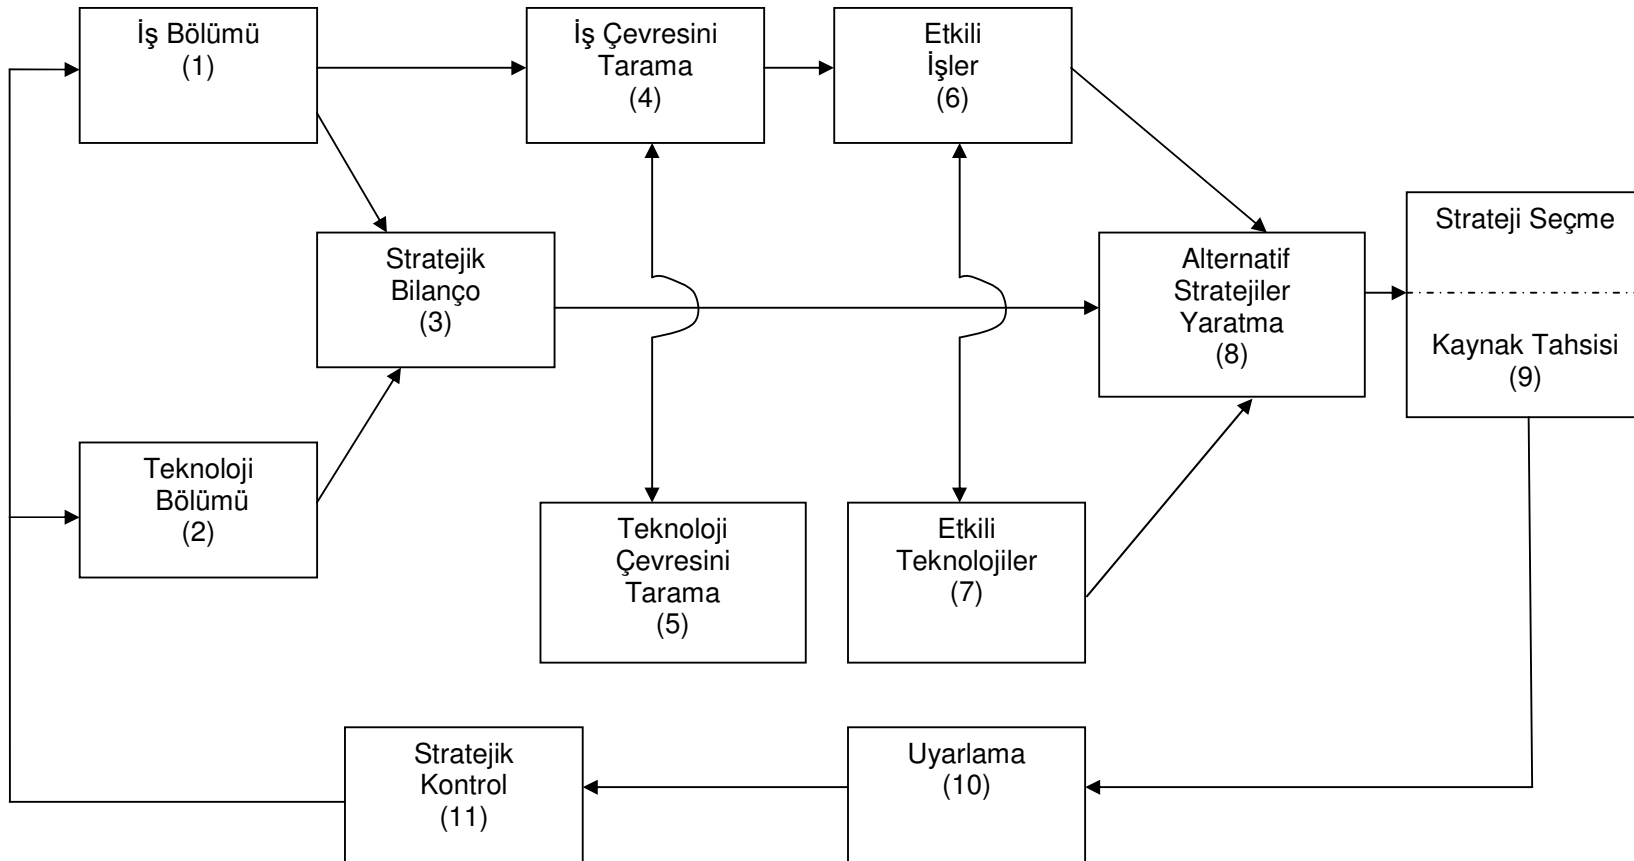 İş Bölümü
(1)
İş Çevresini
Tarama
(4)
Etkili
İşler
(6)
Stratejik
Bilanço
(3)
Alternatif
Stratejiler
Yaratma
(8)
Strateji Seçme
Kaynak Tahsisi
(9)
Teknoloji
Bölümü
(2)
Teknoloji
Çevresini
Tarama
(5)
Etkili
Teknolojiler
(7)
Stratejik
Kontrol
(11)
Uyarlama
(10)